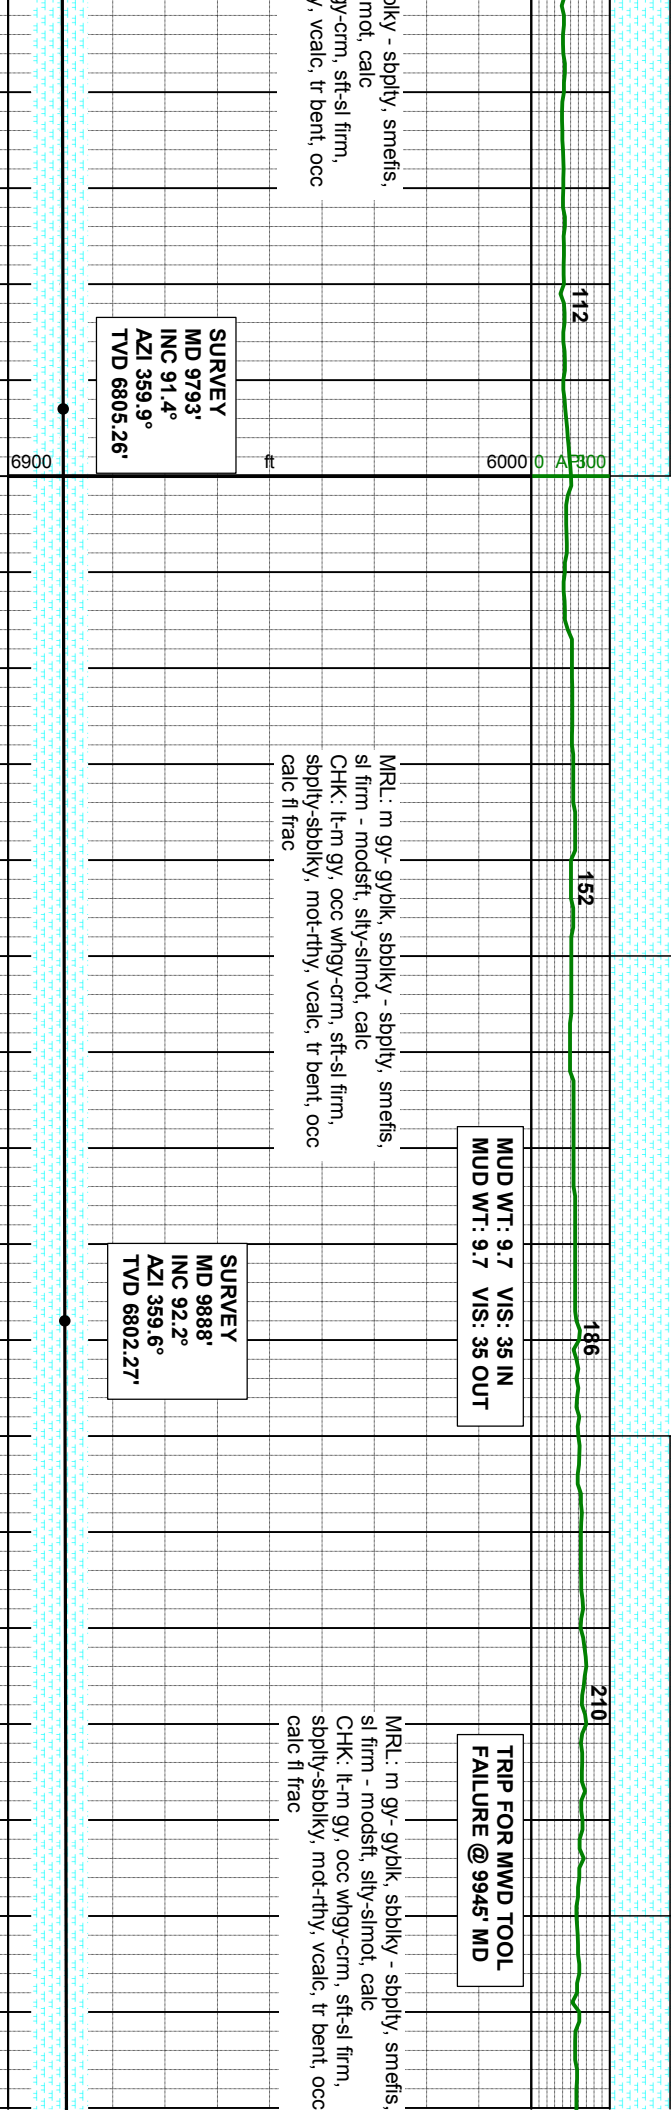 blky - sbplty, smefis,
mot, calc
gy-crm, sft-sl firm,
y, vcalc, tr bent, occ
112
SURVEY
MD 9793'
INC 91.4°
AZI 359.9°
TVD 6805.26'
6900
ft
6000
0
300
MRL: m gy- gyblk, sbblky - sbplty, smefis,
sl firm - modsft, slty-slmot, calc
CHK: lt-m gy, occ whgy-crm, sft-sl firm,
sbplty-sbblky, mot-rthy, vcalc, tr bent, occ
calc fl frac
152
MUD WT: 9.7 VIS: 35 IN
MUD WT: 9.7 VIS: 35 OUT
SURVEY
MD 9888'
INC 92.2°
AZI 359.6°
TVD 6802.27'
186
210
TRIP FOR MWD TOOL
FAILURE @ 9945' MD
MRL: m gy- gyblk, sbblky - sbplty, smefis,
sl firm - modsft, slty-slmot, calc
CHK: lt-m gy, occ whgy-crm, sft-sl firm,
sbplty-sbblky, mot-rthy, vcalc, tr bent, occ
calc fl frac